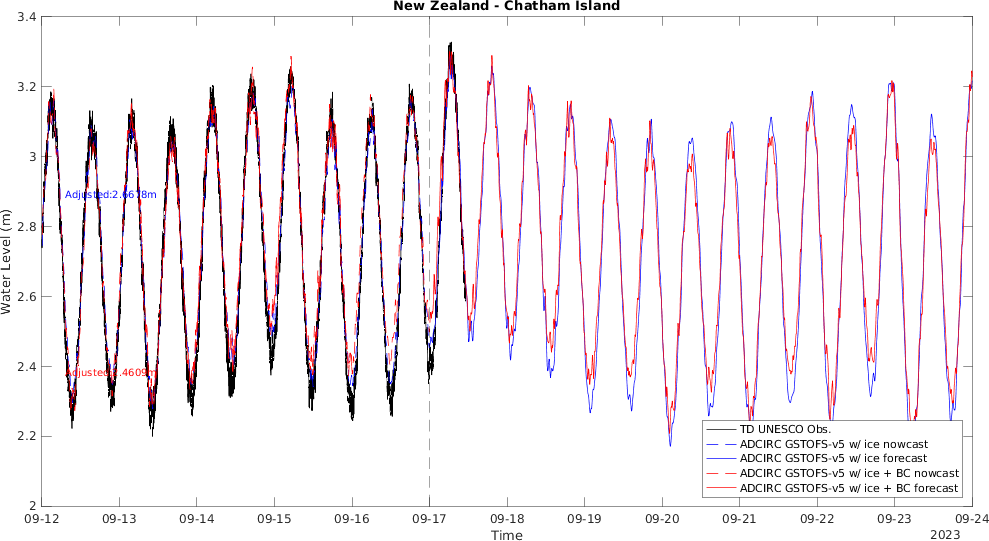 New Zealand - Chatham Island
3.4
3.2
3
2.8
2.6
2.4
2.2
2
Water Level (m)
Adjusted:2.6678m
Adjusted:2.4609m
TD UNESCO Obs.
ADCIRC GSTOFS-v5 w/ ice nowcast
ADCIRC GSTOFS-v5 w/ ice forecast
ADCIRC GSTOFS-v5 w/ ice + BC nowcast
ADCIRC GSTOFS-v5 w/ ice + BC forecast
09-12 09-13 09-14 09-15 09-16 09-17 09-18 09-19 09-20 09-21 09-22 09-23 09-24
Time
2023